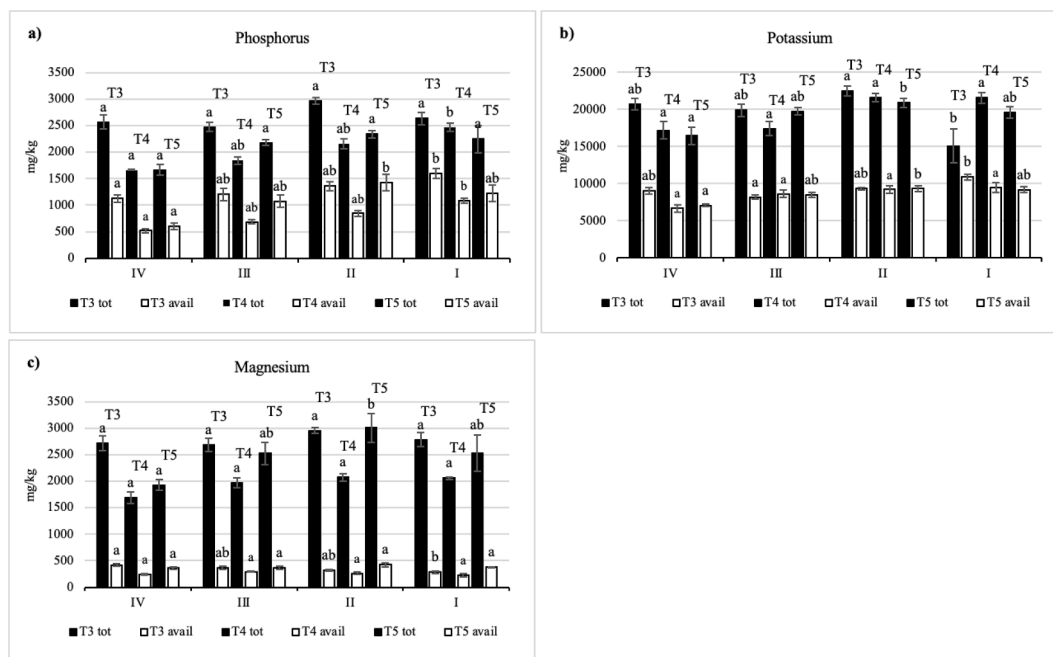 a)
Phosphorus
3500
3000
2500
2000
1500
1000
500
0
mg/kg
T3
a
a
T4
a
a
T5
a
a
T3
a
ab
T4
ab
ab
T5
a
ab
T3
a
ab
T4
ab
ab
T5
a
b
T3
a
b
T4
b
b
T5
a
ab
IV III II I
T3 tot T3 avail T4 tot T4 avail T5 tot T5 avail
b)
Potassium
25000
20000
15000
10000
5000
0
mg/kg
T3
ab
ab
T4
a
a
T5
a
a
T3
ab
a
T4
a
ab
T5
ab
ab
T3
a
ab
T4
a
a
T5
b
b
T3
b
b
T4
a
a
T5
ab
ab
IV III II I
T3 tot T3 avail T4 tot T4 avail T5 tot T5 avail
c)
Magnesium
3500
3000
2500
2000
1500
1000
500
0
mg/kg
T3
a
a
T4
a
a
T5
a
a
T3
a
ab
T4
a
a
T5
ab
a
T3
a
ab
T4
a
a
T5
b
a
T3
a
b
T4
a
a
T5
ab
a
IV III II I
T3 tot T3 avail T4 tot T4 avail T5 tot T5 avail